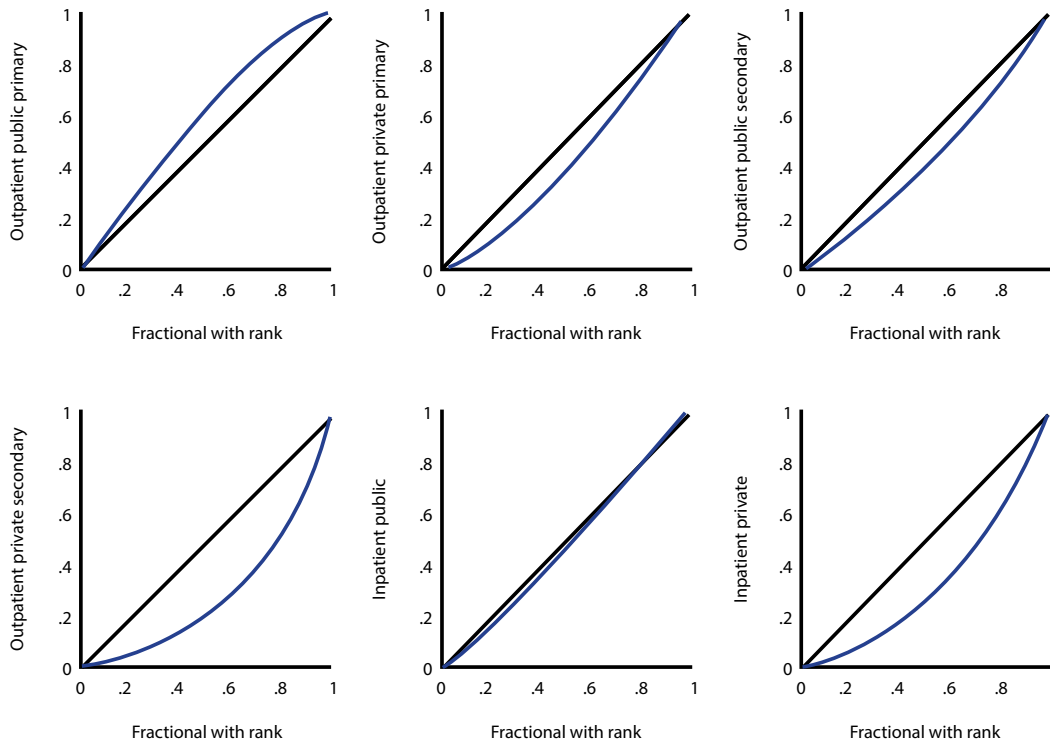 Outpatient public primary
1
.8
.6
.4
.2
0
0 .2 .4 .6 .8 1
Fractional with rank
Outpatient private primary
1
.8
.6
.4
.2
0
0 .2 .4 .6 .8 1
Fractional with rank
Outpatient public secondary
1
.8
.6
.4
.2
0
0 .2 .4 .6 .8
Fractional with rank
Outpatient private secondary
1
.8
.6
.4
.2
0
0 .2 .4 .6 .8 1
Fractional with rank
Inpatient public
1
.8
.6
.4
.2
0
0 .2 .4 .6 .8 1
Fractional with rank
Inpatient private
1
.8
.6
.4
.2
0
0 .2 .4 .6 .8
Fractional with rank